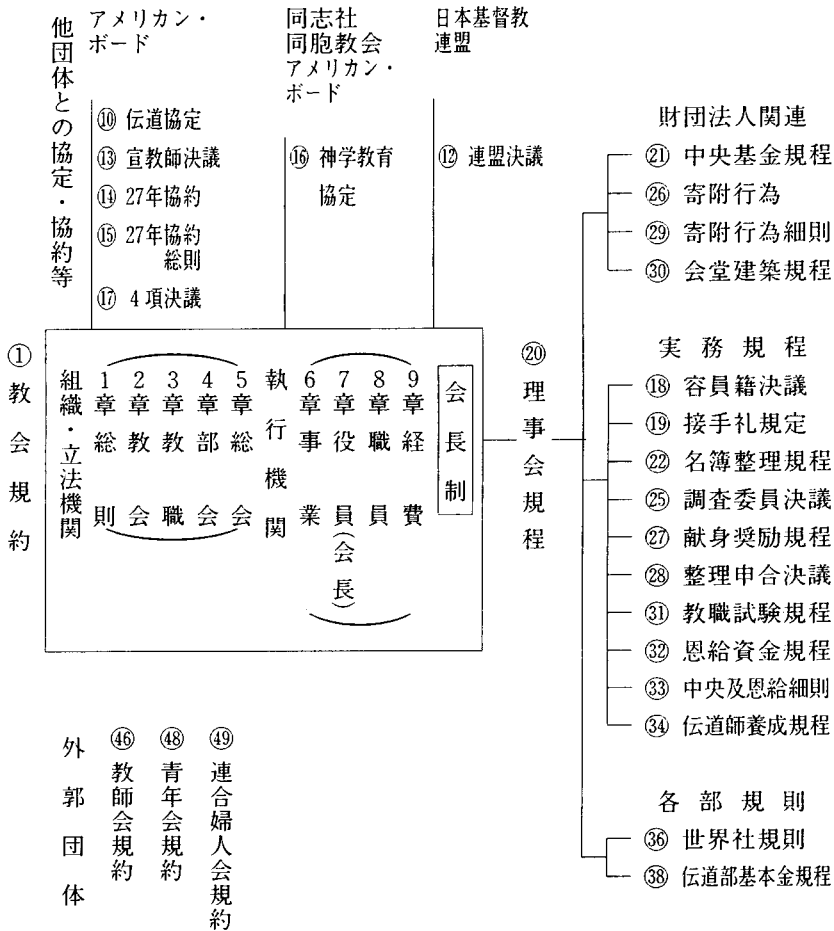 他団体との協定・協約等
アメリカン・
ボード
⑩ 伝道協定
⑬ 宣教師決議
⑭ 27年協約
⑮ 27年協約
総則
⑰ 4項決議
同志社
同胞教会
アメリカン・
ボード
⑯ 神学教育
協定
日本基督教
連盟
⑫ 連盟決議
①教会規約
組織・立法機関
1章総則
2章教会
3章教職
4章部会
5章総会
執行機関
6章事業
7章役員(会長)
8章職員
9章経費
会長制
⑳理事会規程
財団法人関連
㉑ 中央基金規程
㉖ 寄附行為
㉙ 寄附行為細則
㉚ 会堂建築規程
実務規程
⑱ 容員籍決議
⑲ 接手礼規定
㉒ 名簿整理規程
㉕ 調査委員決議
㉗ 献身奨励規程
㉘ 整理申合決議
㉛ 教職試験規程
㉜ 恩給資金規程
㉝ 中央及恩給細則
㉞ 伝道師養成規程
各部規則
㊱ 世界社規則
㊳ 伝道部基本金規程
外郭団体
㊻教師会規約
㊽青年会規約
㊾連合婦人会規約